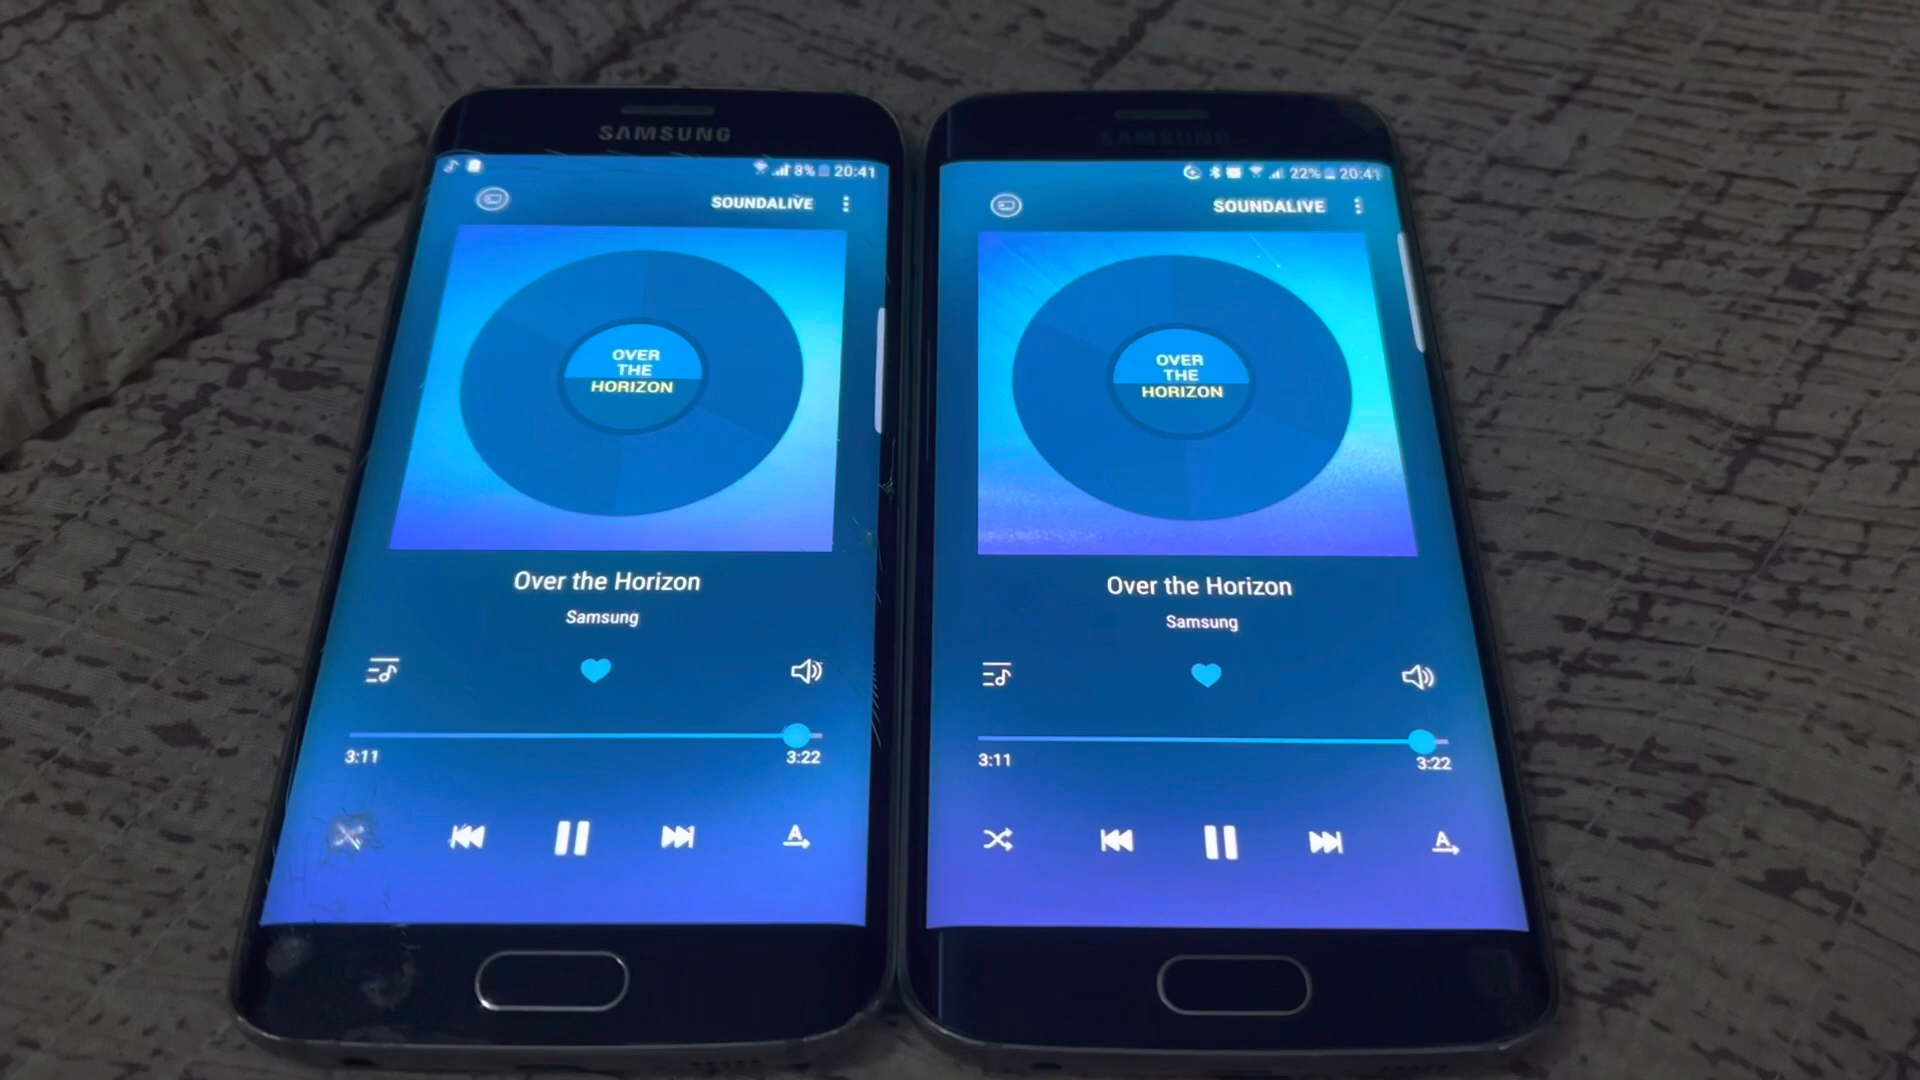 SAMSUNG
8% 20:41
SOUNDALIVE
OVER
THE
HORIZON
Over the Horizon
Samsung
3:11
3:22
A
SAMSUNG
22% 20:41
SOUNDALIVE
OVER
THE
HORIZON
Over the Horizon
Samsung
3:11
3:22
A